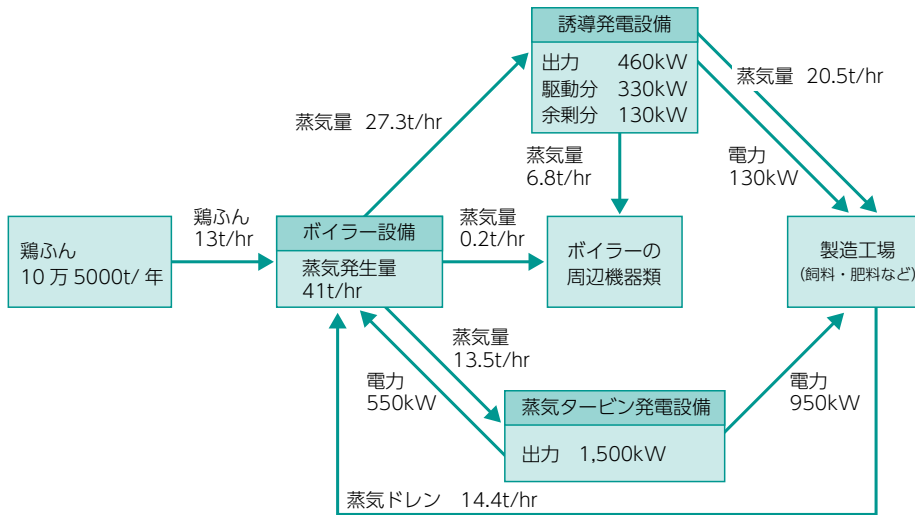 誘導発電設備
出力 460kW
駆動分 330kW
余剰分 130kW
蒸気量 20.5t/hr
蒸気量 27.3t/hr
蒸気量
6.8t/hr
電力
130kW
鶏ふん
10万5000t/年
鶏ふん
13t/hr
ボイラー設備
蒸気発生量
41t/hr
蒸気量
0.2t/hr
ボイラーの
周辺機器類
製造工場
(飼料・肥料など)
蒸気量
13.5t/hr
電力
550kW
蒸気タービン発電設備
出力 1,500kW
電力
950kW
蒸気ドレン 14.4t/hr